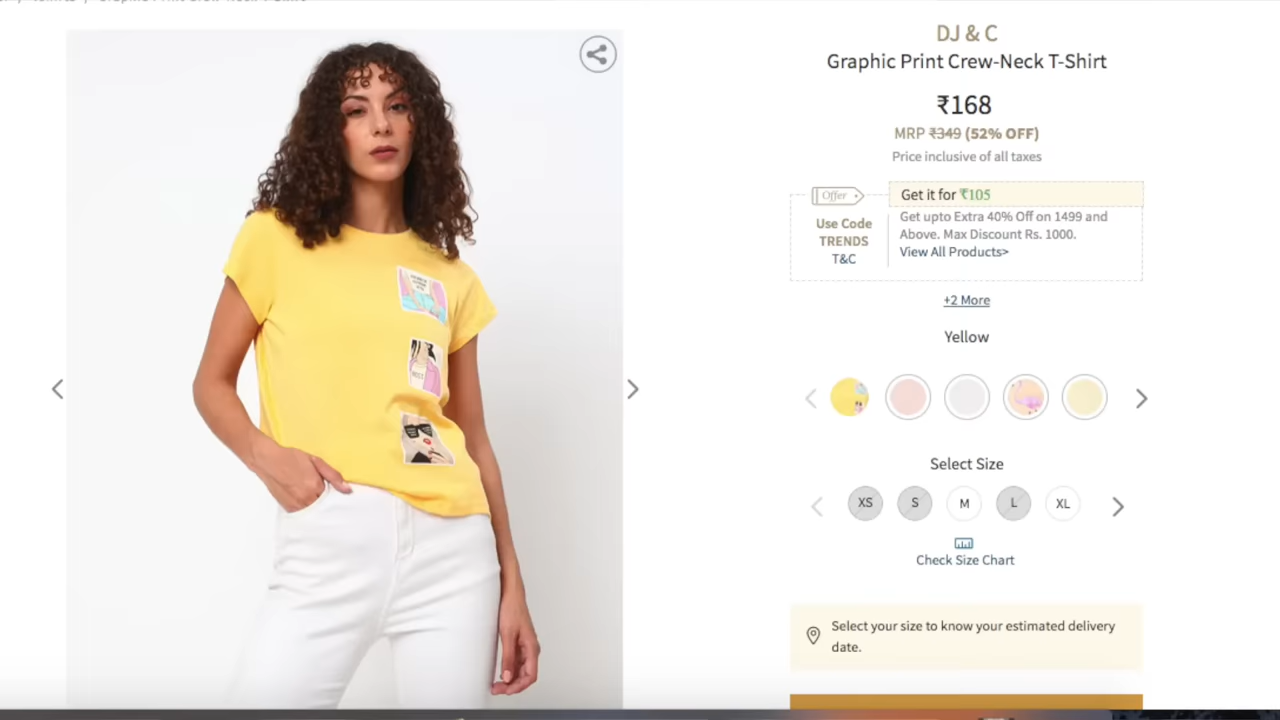 DJ & C
Graphic Print Crew-Neck T-Shirt
₹168
MRP ₹349 (52% OFF)
Price inclusive of all taxes
Offer
Get it for ₹105
Use Code
TRENDS
T&C
Get upto Extra 40% Off on 1499 and
Above. Max Discount Rs. 1000.
View All Products>
+2 More
Yellow
Select Size
XS S M L XL
Check Size Chart
Select your size to know your estimated delivery
date.